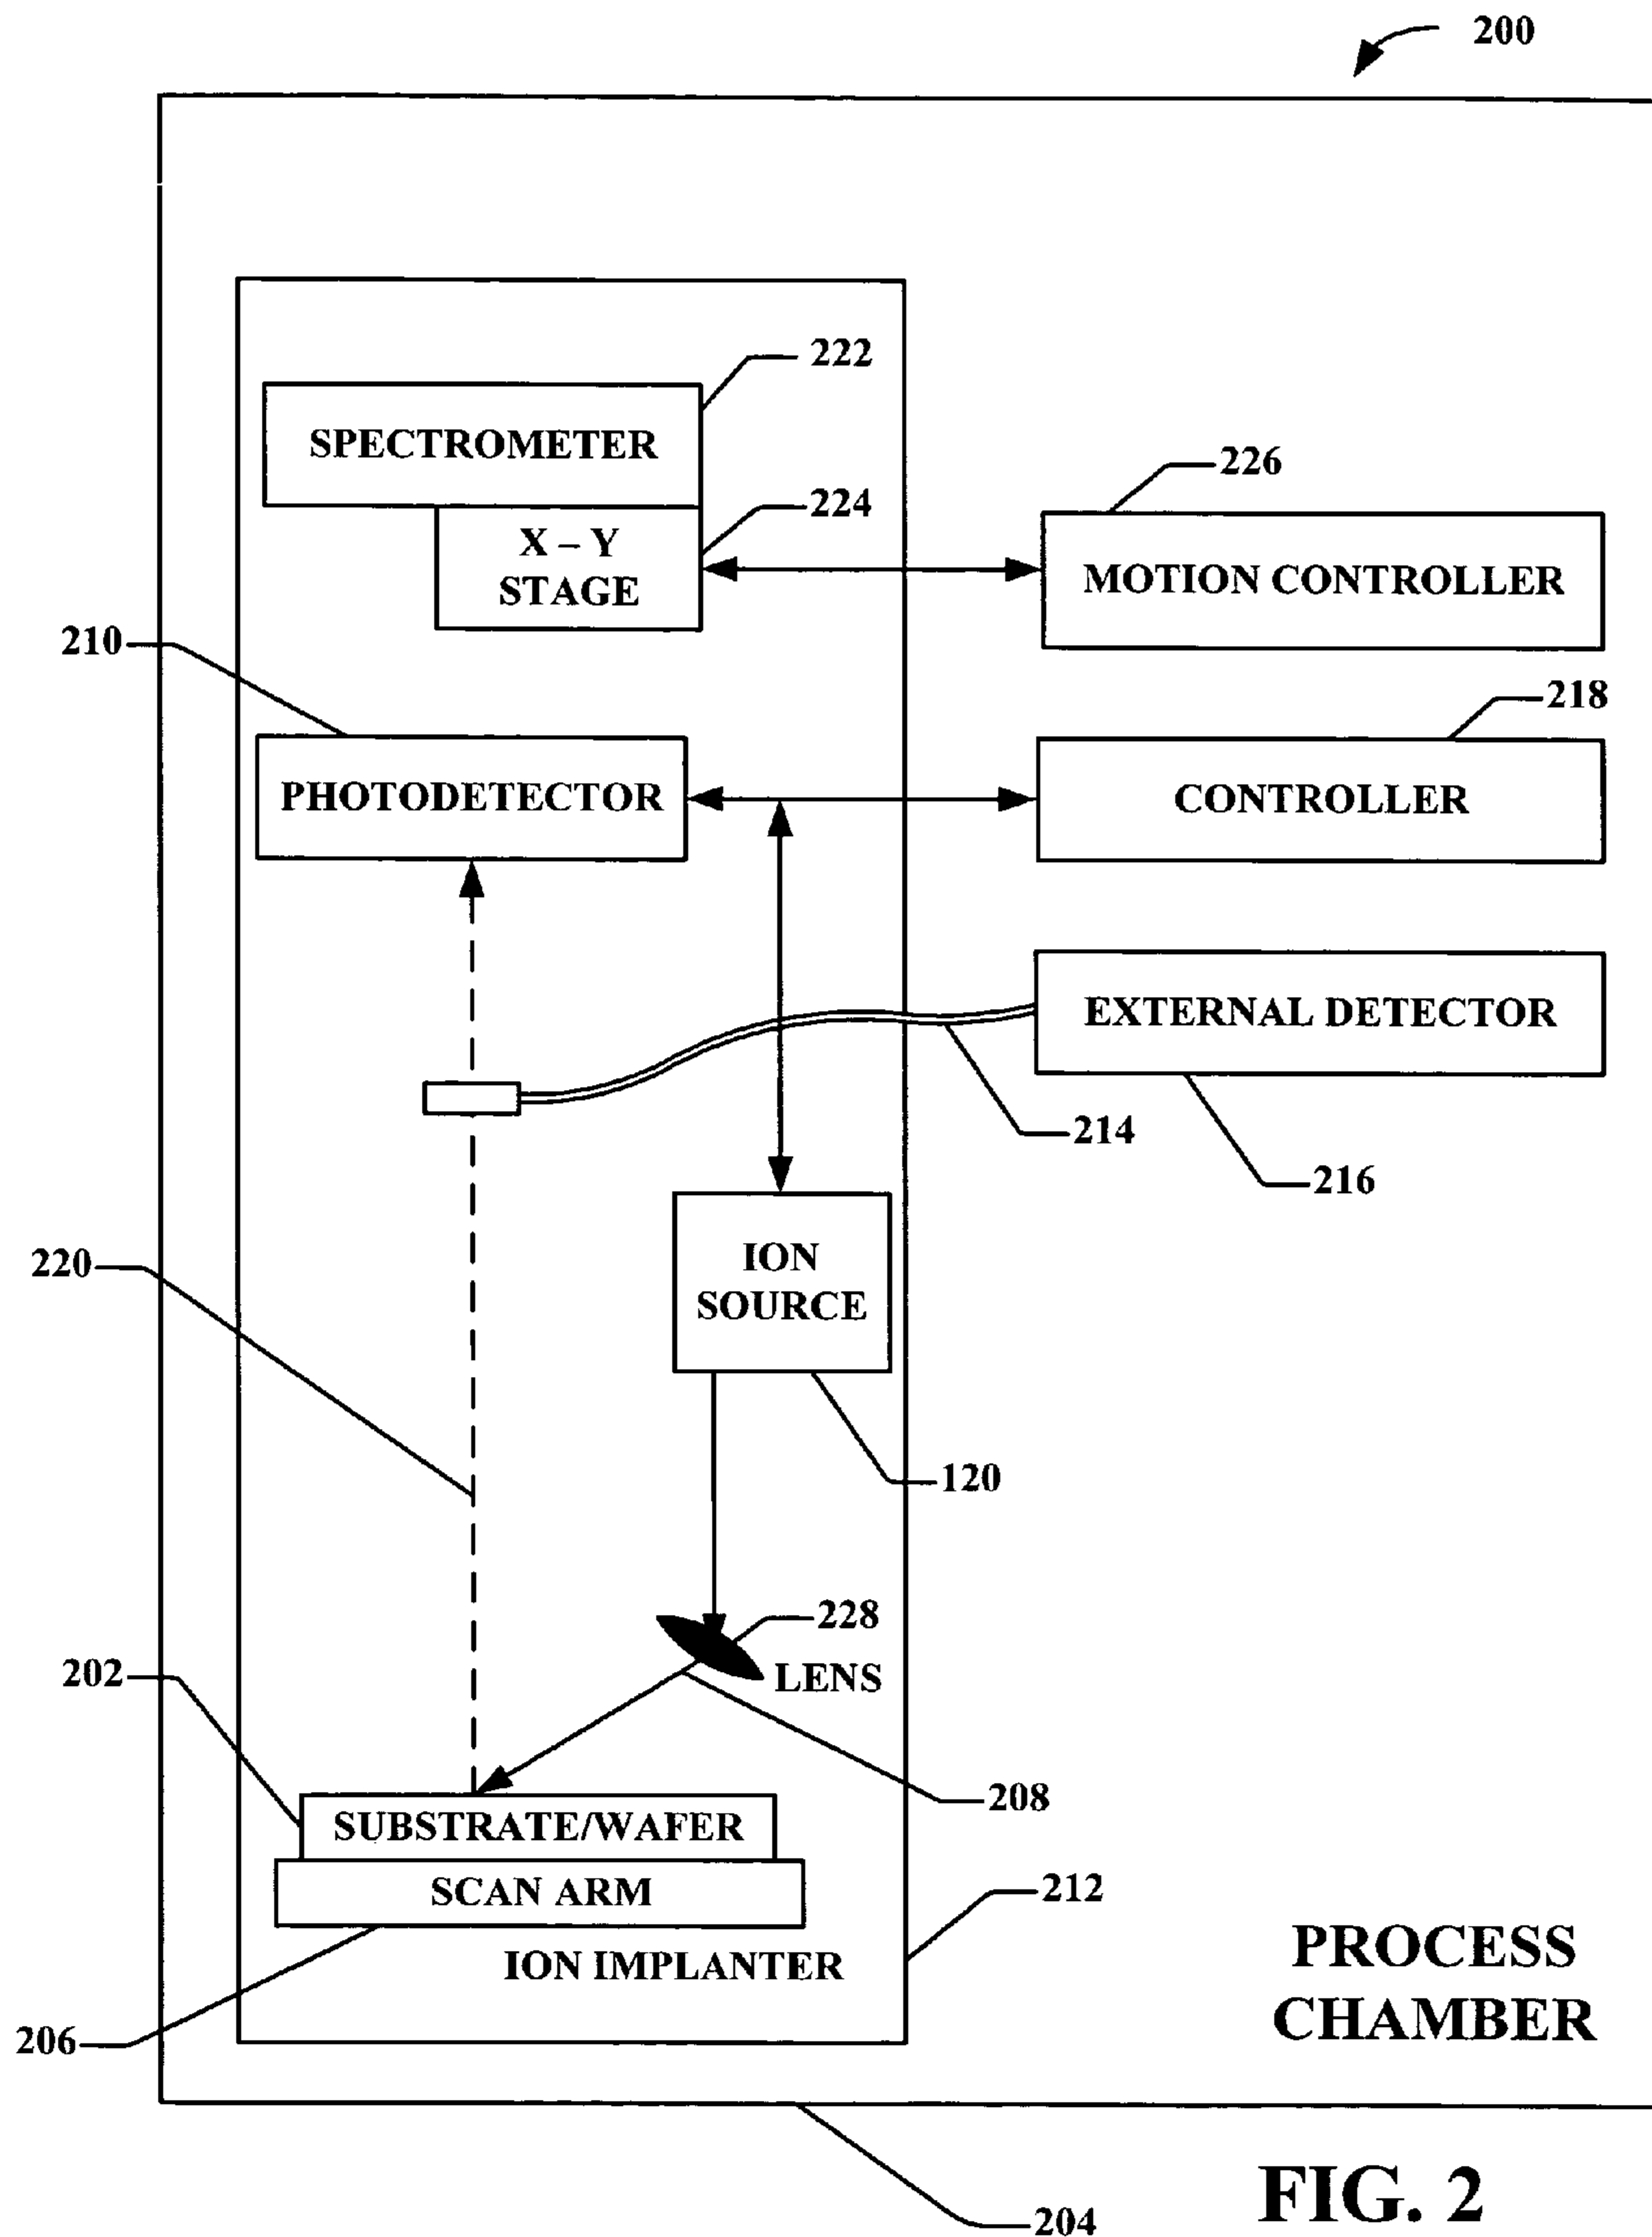 200
222
SPECTROMETER
226
224
X – Y
STAGE
MOTION CONTROLLER
210
218
PHOTODETECTOR
CONTROLLER
EXTERNAL DETECTOR
214
216
220
ION
SOURCE
120
228
202
LENS
208
SUBSTRATE/WAFER
SCAN ARM
212
ION IMPLANTER
PROCESS
CHAMBER
206
204
FIG. 2